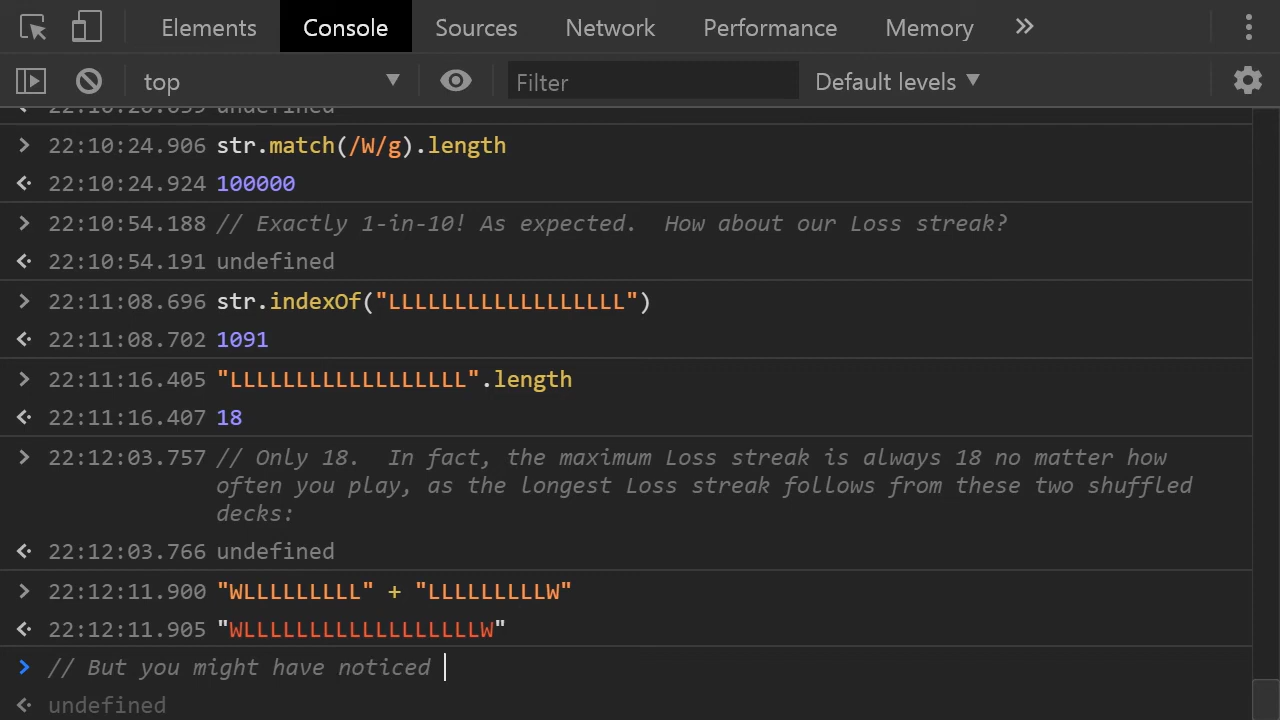 Elements Console Sources Network Performance Memory »
top Filter Default levels
undefined
> 22:10:24.906 str.match(/W/g).length
22:10:24.924 100000
> 22:10:54.188 // Exactly 1-in-10! As expected.  How about our Loss streak?
22:10:54.191 undefined
> 22:11:08.696 str.indexOf("LLLLLLLLLLLLLLLLLL")
22:11:08.702 1091
> 22:11:16.405 "LLLLLLLLLLLLLLLLLL".length
22:11:16.407 18
> 22:12:03.757 // Only 18.  In fact, the maximum Loss streak is always 18 no matter how
often you play, as the longest Loss streak follows from these two shuffled
decks:
22:12:03.766 undefined
> 22:12:11.900 "WLLLLLLLLL" + "LLLLLLLLLW"
22:12:11.905 "WLLLLLLLLLLLLLLLLLLW"
> // But you might have noticed
undefined